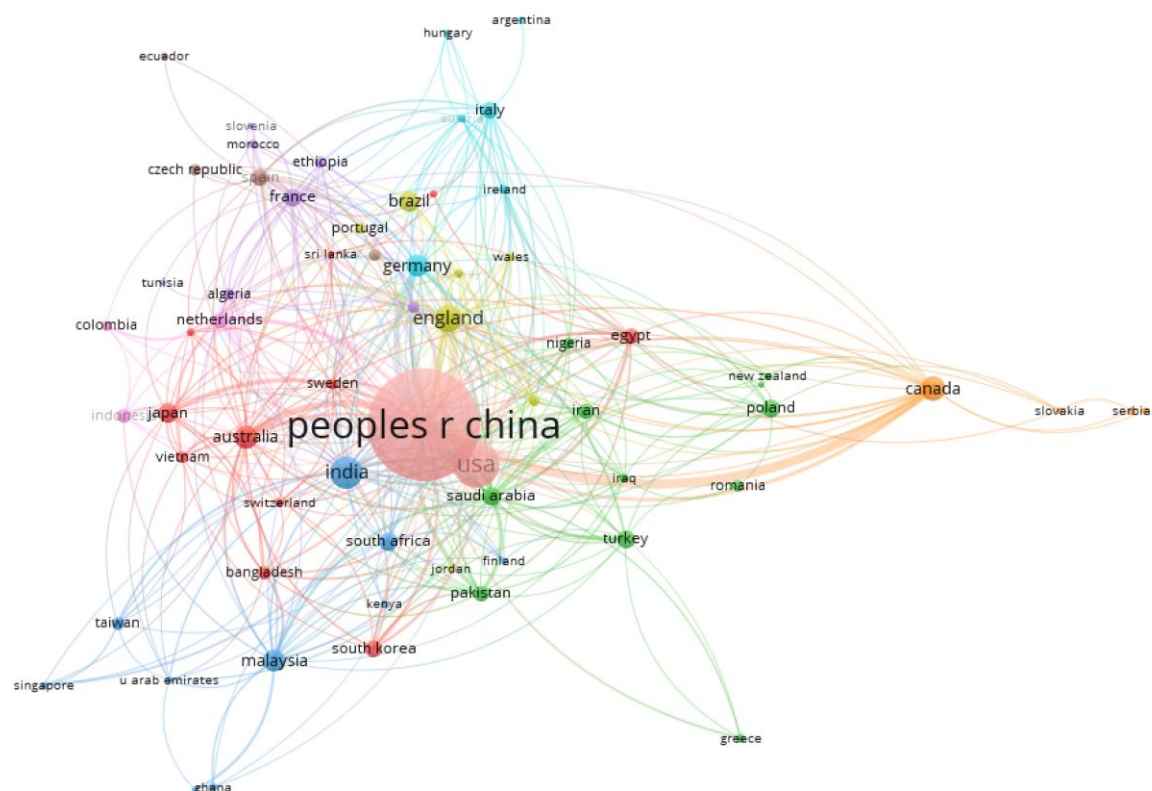 argentina
hungary
ecuador
italy
austria
slovenia
morocco
ethiopia
czech republic
spain
ireland
france
brazil
portugal
sri lanka
wales
germany
tunisia
algeria
netherlands
england
colombia
egypt
nigeria
new zealand
sweden
canada
poland
iran
indones
japan
slovakia
serbia
peoples r china
australia
vietnam
usa
india
iraq
romania
saudi arabia
switzerland
turkey
south africa
finland
jordan
bangladesh
pakistan
kenya
taiwan
south korea
malaysia
u arab emirates
singapore
greece
ghana